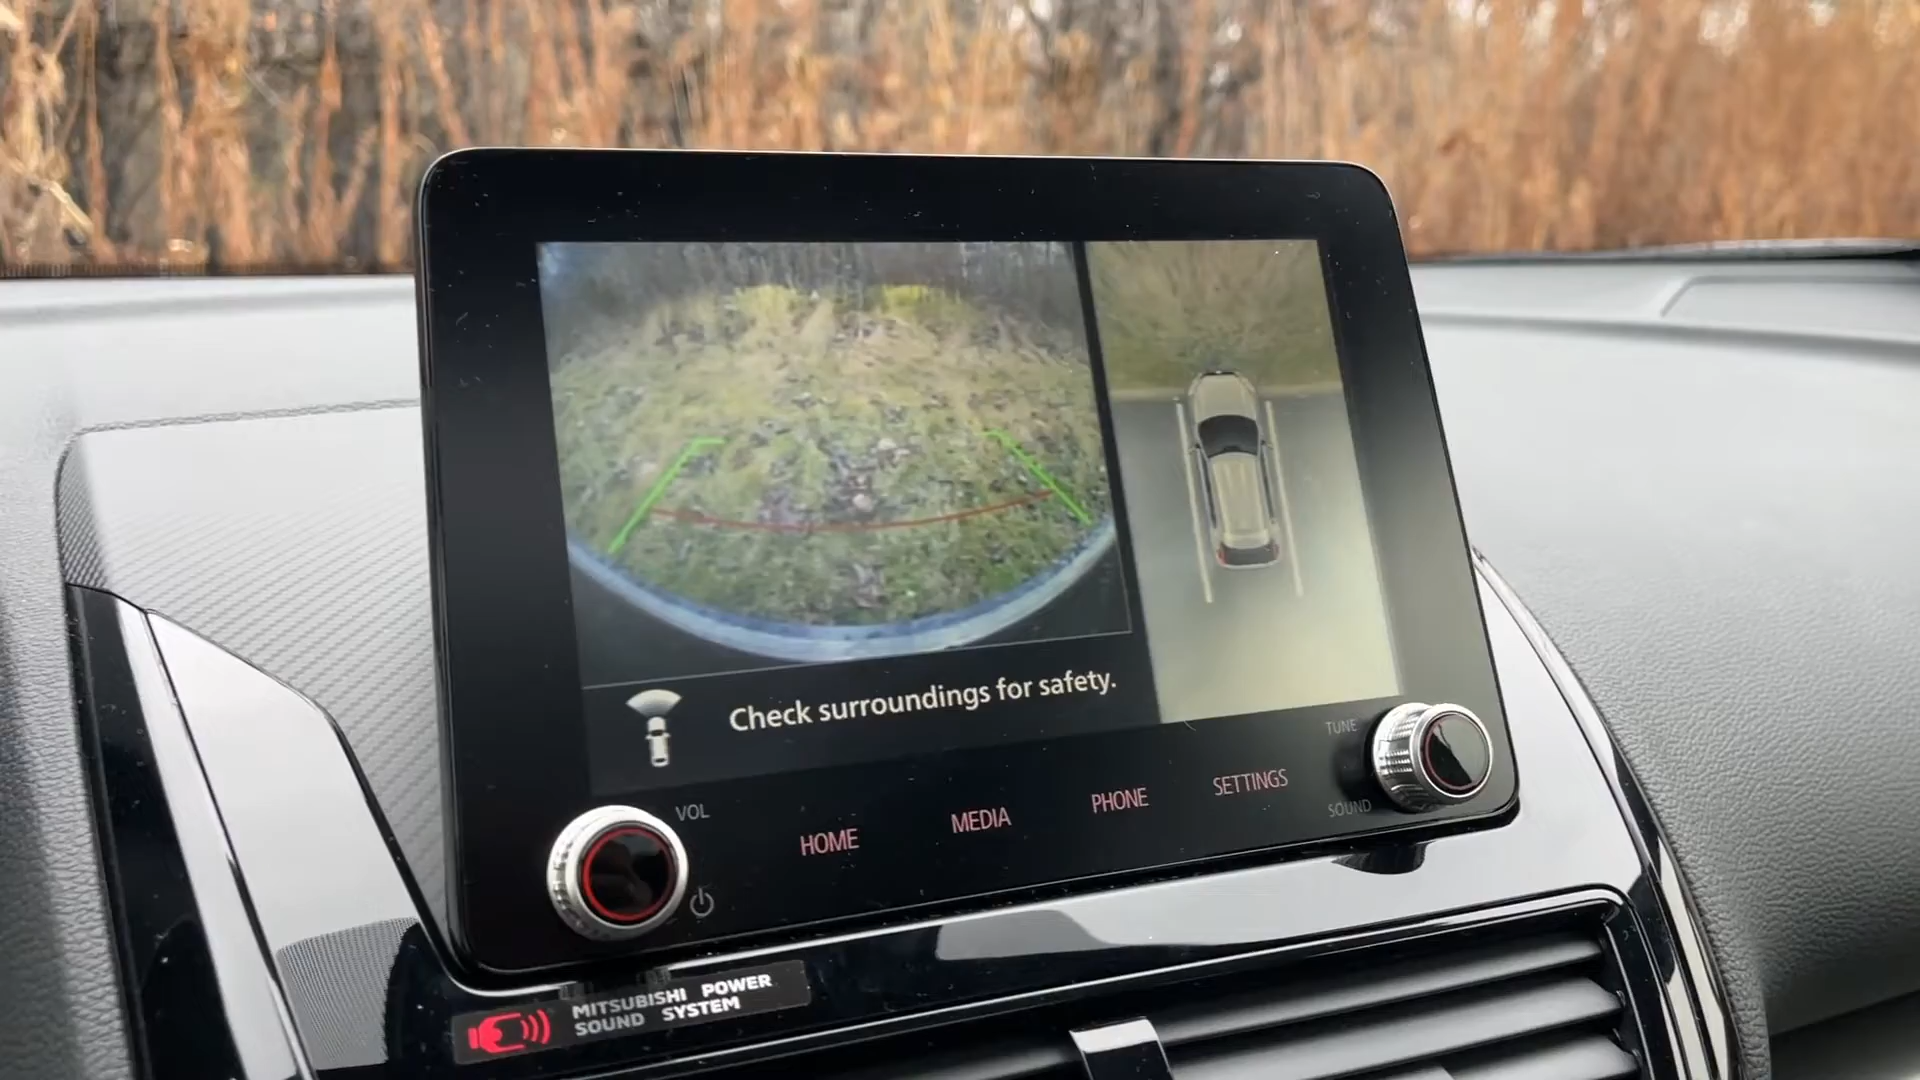 Check surroundings for safety.
TUNE
VOL
HOME
MEDIA
PHONE
SETTINGS
SOUND
MITSUBISHI POWER
SOUND SYSTEM